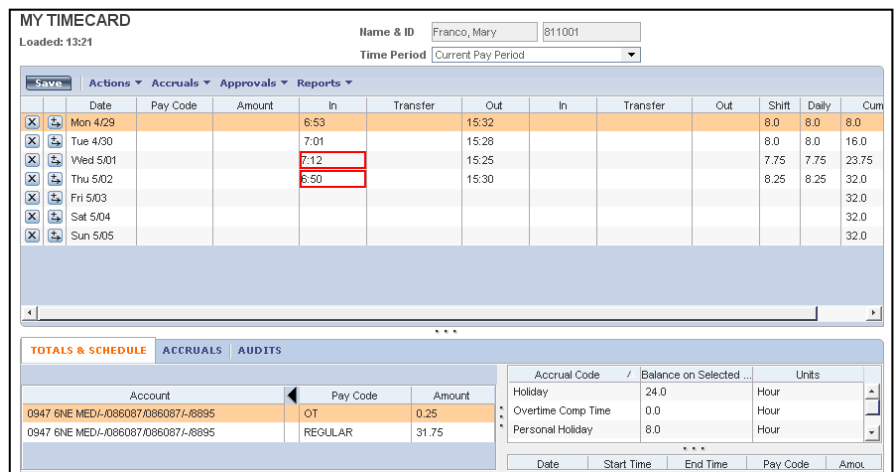 MY TIMECARD
Loaded: 13:21
Name & ID Franco, Mary 811001
Time Period Current Pay Period
Save Actions Accruals Approvals Reports
Date Pay Code Amount In Transfer Out In Transfer Out Shift Daily Cum
X Mon 4/29 6:53 15:32 8.0 8.0 8.0
X Tue 4/30 7:01 15:28 8.0 8.0 16.0
X Wed 5/01 7:12 15:25 7.75 7.75 23.75
X Thu 5/02 6:50 15:30 8.25 8.25 32.0
X Fri 5/03 32.0
X Sat 5/04 32.0
X Sun 5/05 32.0
TOTALS & SCHEDULE ACCRUALS AUDITS
Account Pay Code Amount
0947 6NE MED/-/086087/086087/-/8895 OT 0.25
0947 6NE MED/-/086087/086087/-/8895 REGULAR 31.75
Accrual Code / Balance on Selected ... Units
Holiday 24.0 Hour
Overtime Comp Time 0.0 Hour
Personal Holiday 8.0 Hour
Date Start Time End Time Pay Code Amou